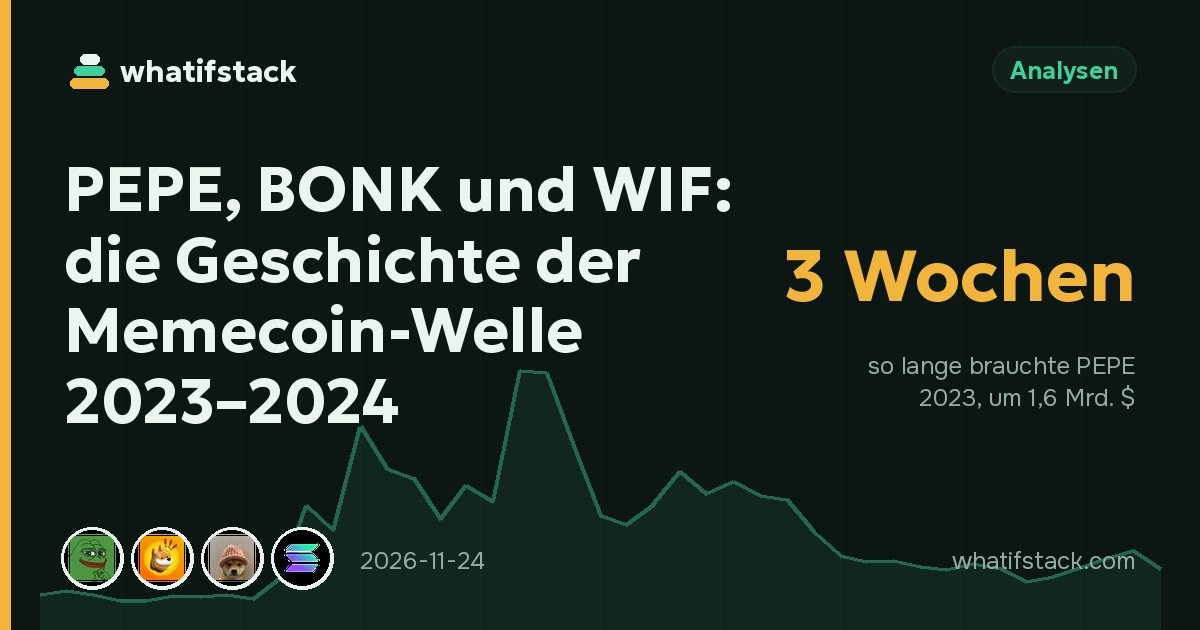 whatifstack
Analysen
PEPE, BONK und WIF:
die Geschichte der
Memecoin-Welle
2023–2024
3 Wochen
so lange brauchte PEPE
2023, um 1,6 Mrd. $
2026-11-24
whatifstack.com